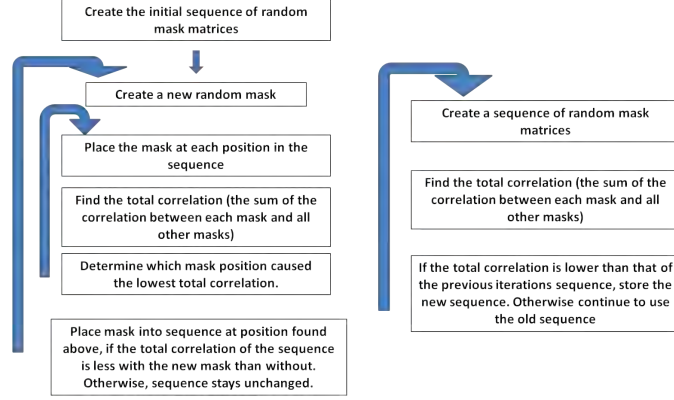 Create the initial sequence of random
mask matrices
Create a new random mask
Place the mask at each position in the
sequence
Find the total correlation (the sum of the
correlation between each mask and all
other masks)
Determine which mask position caused
the lowest total correlation.
Place mask into sequence at position found
above, if the total correlation of the sequence
is less with the new mask than without.
Otherwise, sequence stays unchanged.
Create a sequence of random mask
matrices
Find the total correlation (the sum of the
correlation between each mask and all
other masks)
If the total correlation is lower than that of
the previous iterations sequence, store the
new sequence. Otherwise continue to use
the old sequence